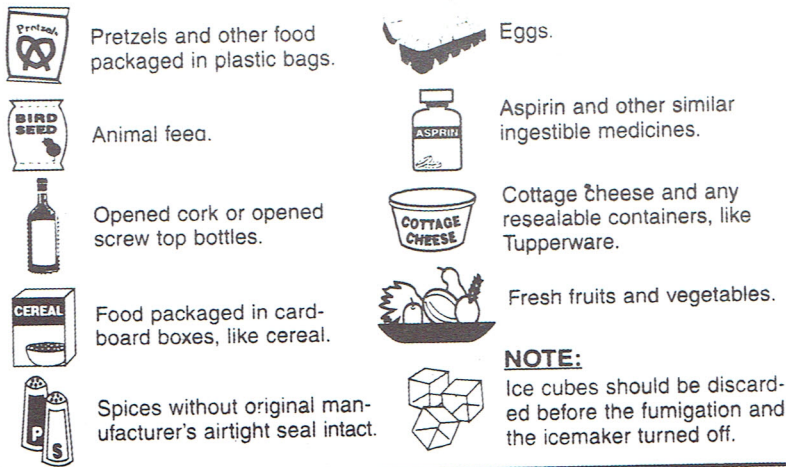 Pretzels
Pretzels and other food
packaged in plastic bags.
BIRD
SEED
Animal feed.
Opened cork or opened
screw top bottles.
CEREAL
Food packaged in card-
board boxes, like cereal.
P
S
Spices without original man-
ufacturer's airtight seal intact.
Eggs.
ASPRIN
Aspirin and other similar
ingestible medicines.
COTTAGE
CHEESE
Cottage cheese and any
resealable containers, like
Tupperware.
Fresh fruits and vegetables.
NOTE:
Ice cubes should be discard-
ed before the fumigation and
the icemaker turned off.